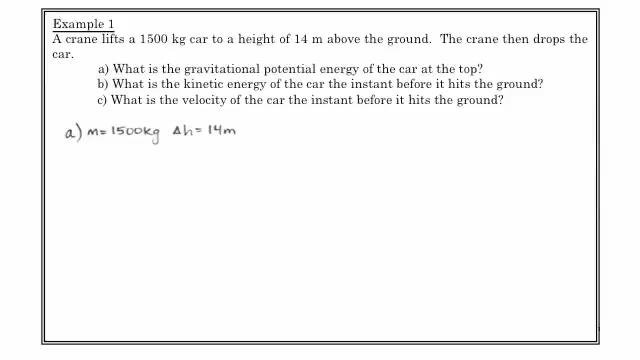 Example 1
A crane lifts a 1500 kg car to a height of 14 m above the ground. The crane then drops the
car.
a) What is the gravitational potential energy of the car at the top?
b) What is the kinetic energy of the car the instant before it hits the ground?
c) What is the velocity of the car the instant before it hits the ground?
a) m = 1500kg Δh = 14m